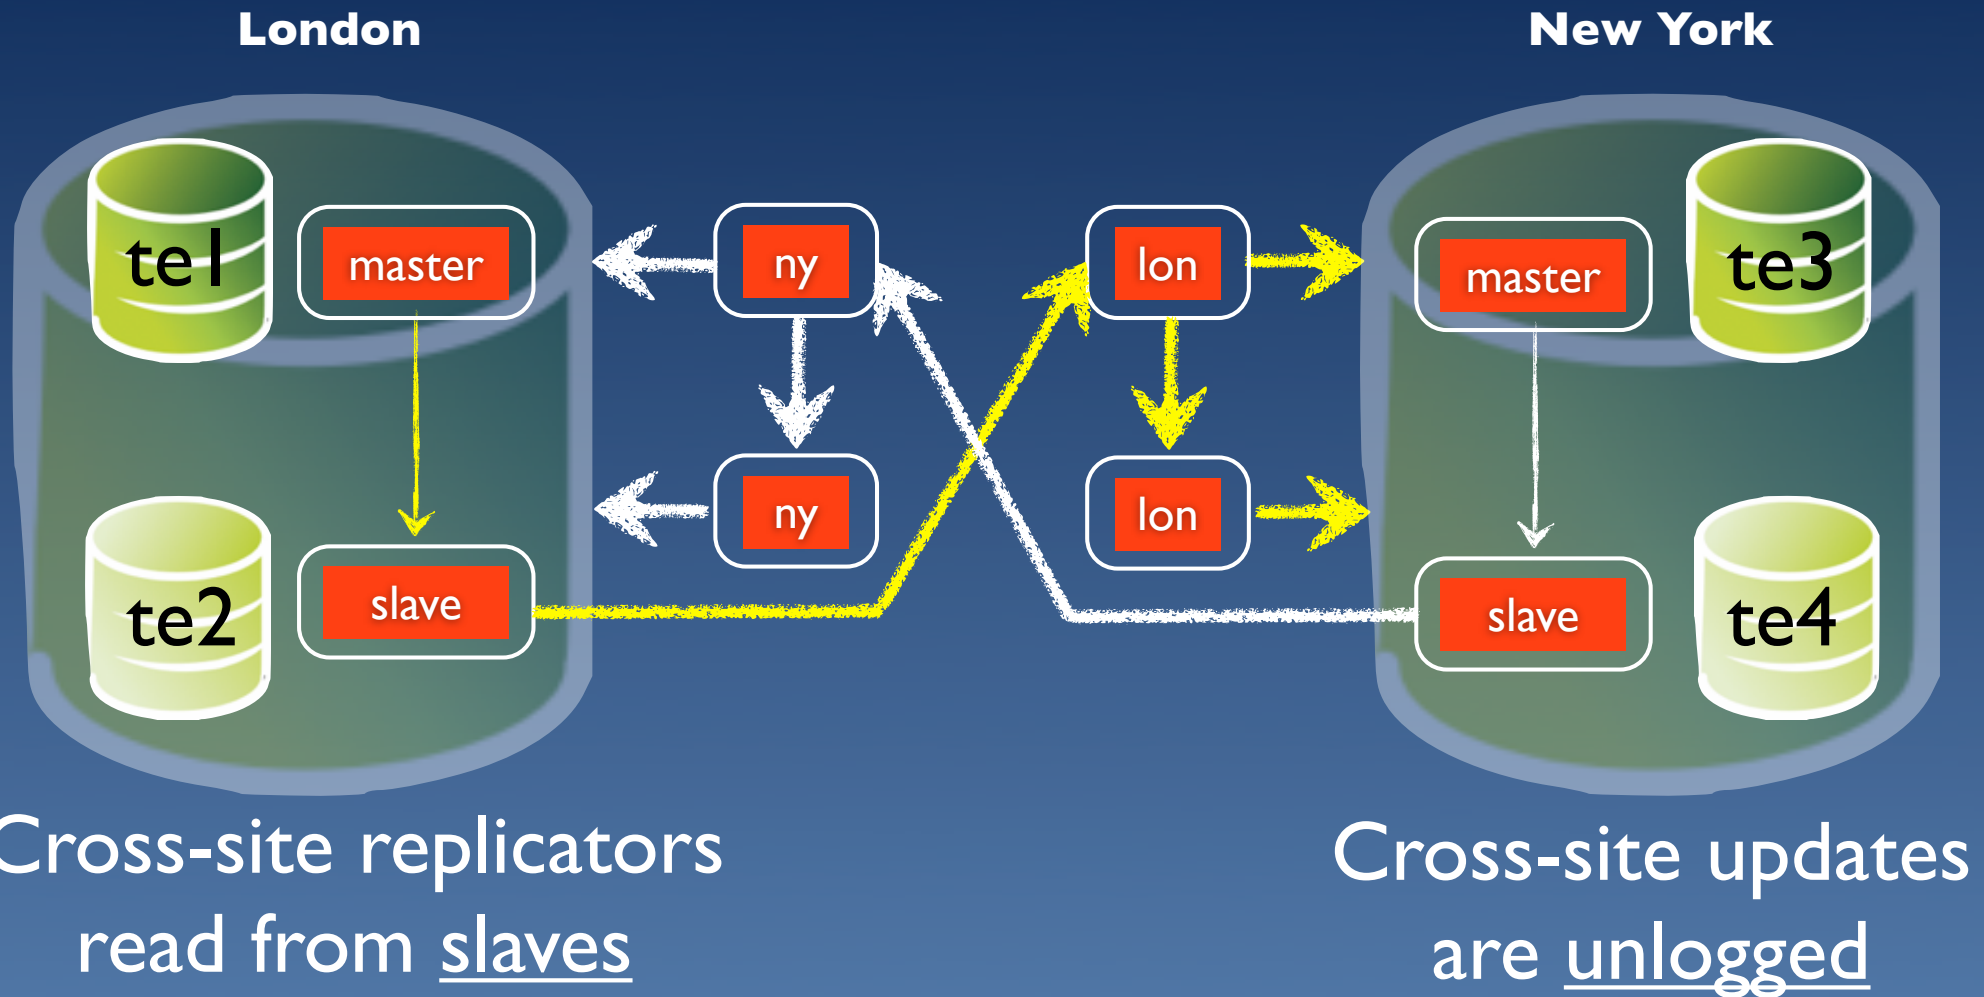 London
New York
te1
master
ny
lon
master
te3
ny
lon
te2
slave
slave
te4
Cross-site replicators
read from slaves
Cross-site updates
are unlogged